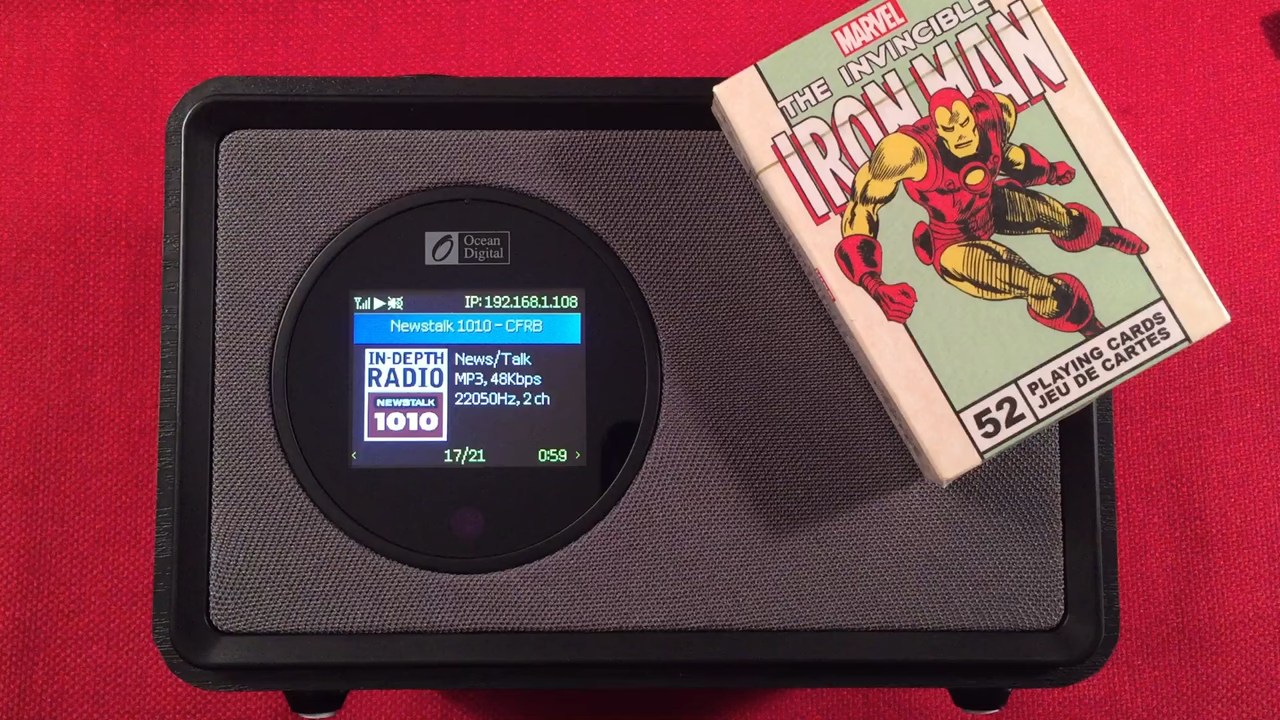 MARVEL
THE INVINCIBLE
IRON MAN
52
PLAYING CARDS
JEU DE CARTES
Ocean
Digital
IP:192.168.1.108
Newstalk 1010 - CFRB
IN-DEPTH
RADIO
NEWSTALK
1010
News/Talk
MP3, 48Kbps
22050Hz, 2 ch
17/21
0:59